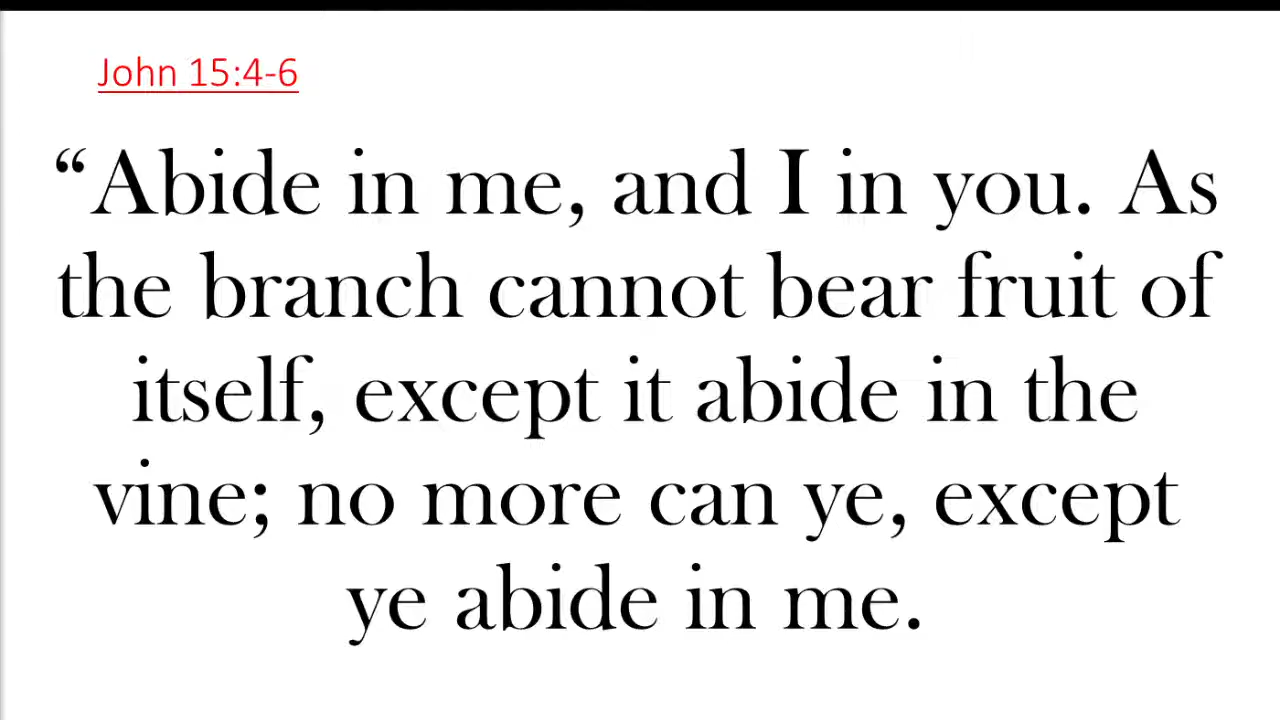 John 15:4-6
“Abide in me, and I in you. As
the branch cannot bear fruit of
itself, except it abide in the
vine; no more can ye, except
ye abide in me.